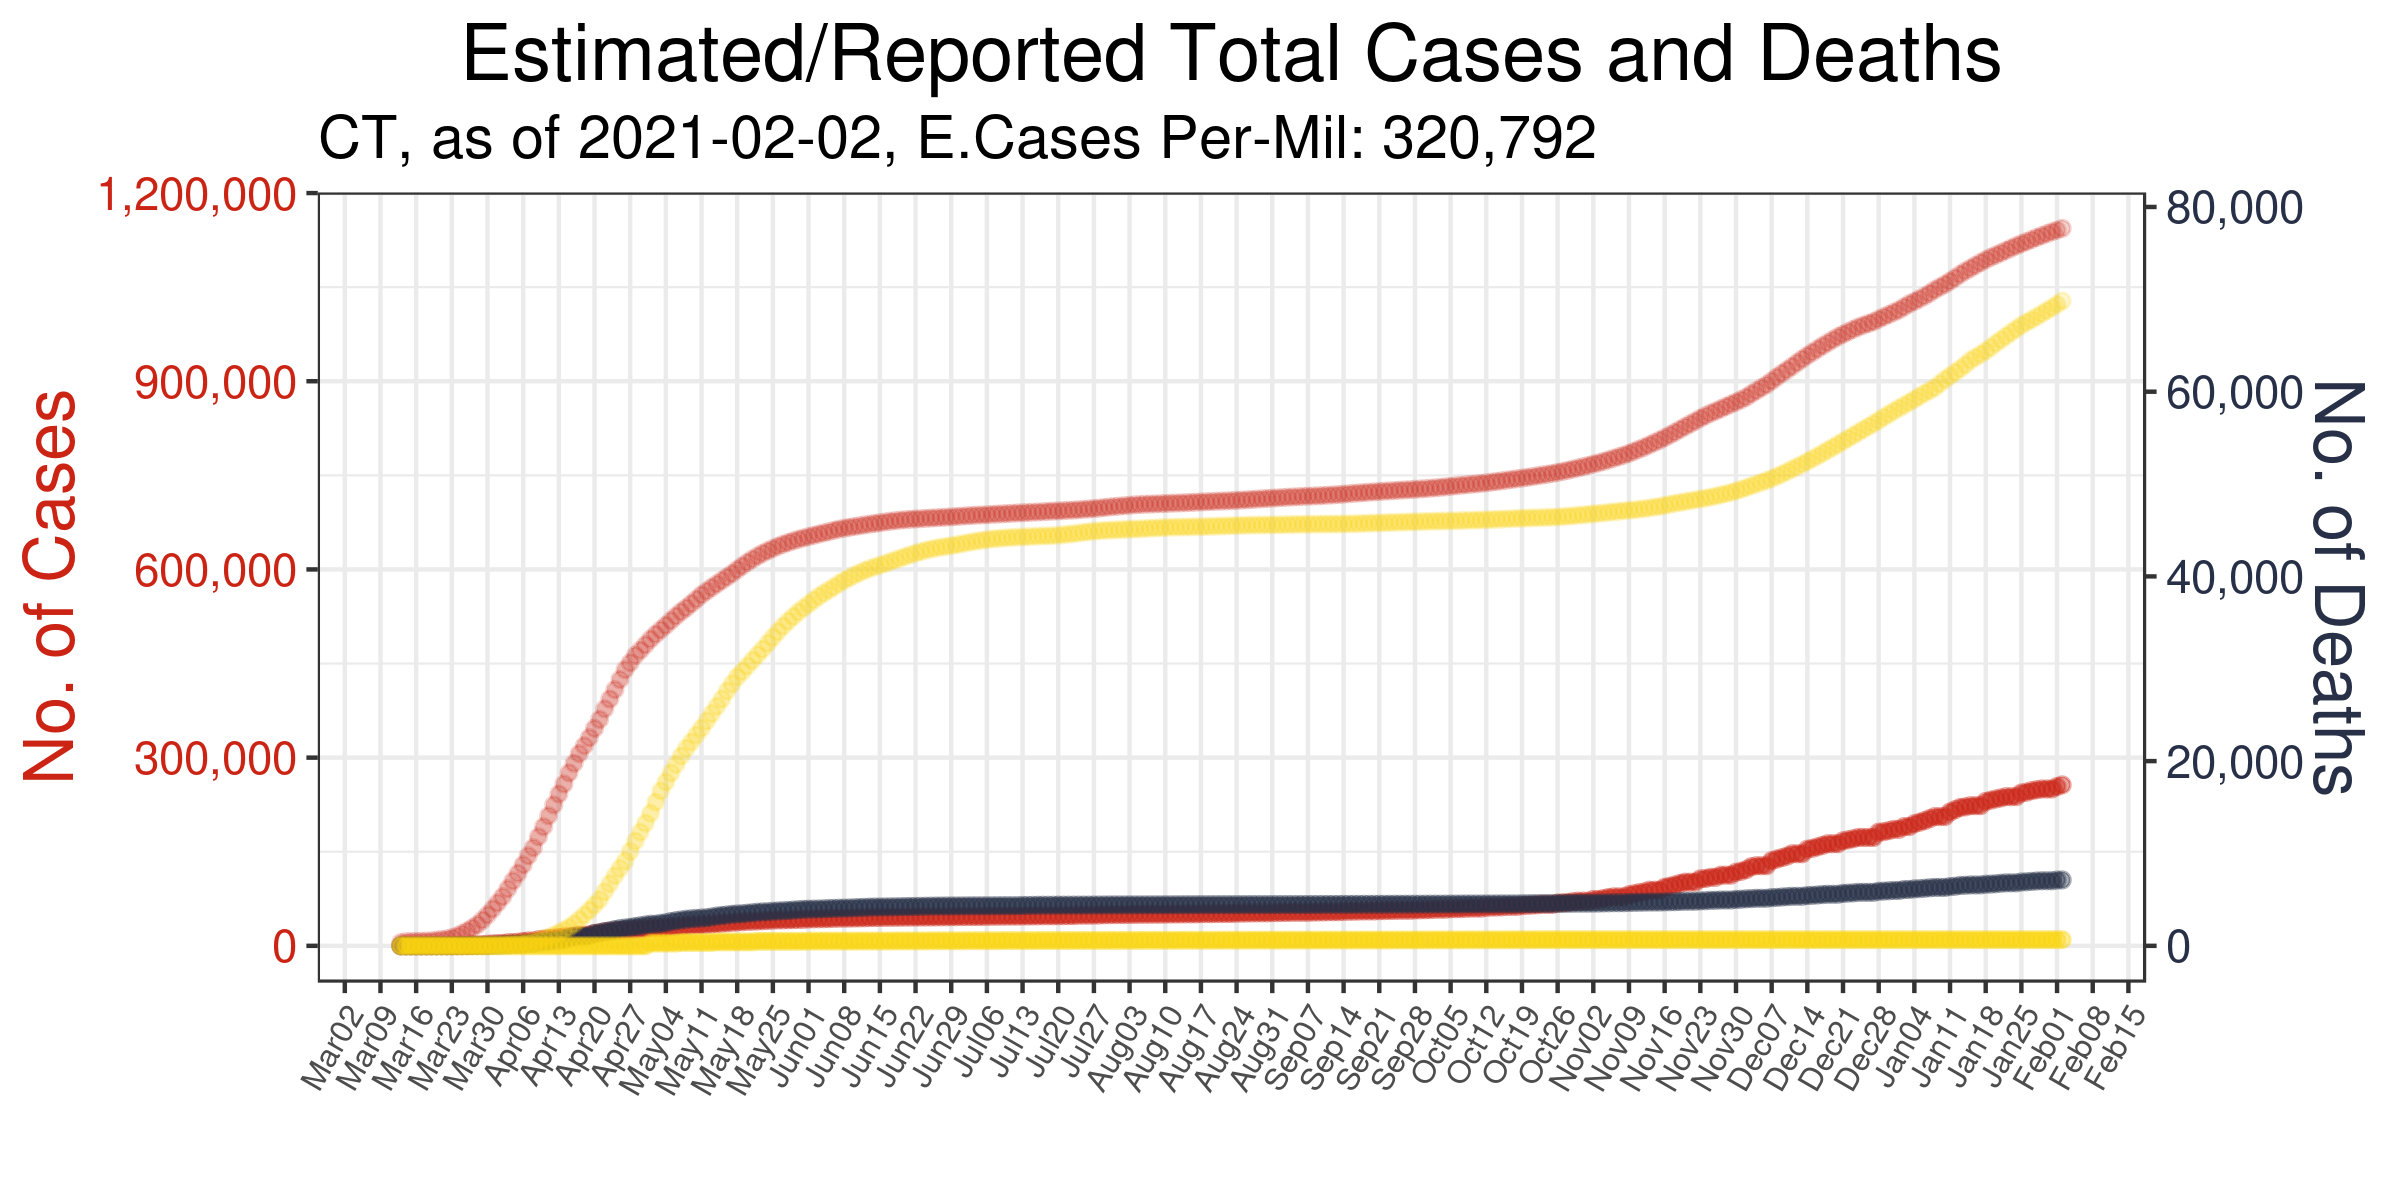 Estimated/Reported Total Cases and Deaths
CT, as of 2021-02-02, E.Cases Per-Mil: 320,792
No. of Cases
1,200,000
900,000
600,000
300,000
0
80,000
60,000
40,000
20,000
0
No. of Deaths
Mar02
Mar09
Mar16
Mar23
Mar30
Apr06
Apr13
Apr20
Apr27
May04
May11
May18
May25
Jun01
Jun08
Jun15
Jun22
Jun29
Jul06
Jul13
Jul20
Jul27
Aug03
Aug10
Aug17
Aug24
Aug31
Sep07
Sep14
Sep21
Sep28
Oct05
Oct12
Oct19
Oct26
Nov02
Nov09
Nov16
Nov23
Nov30
Dec07
Dec14
Dec21
Dec28
Jan04
Jan11
Jan18
Jan25
Feb01
Feb08
Feb15